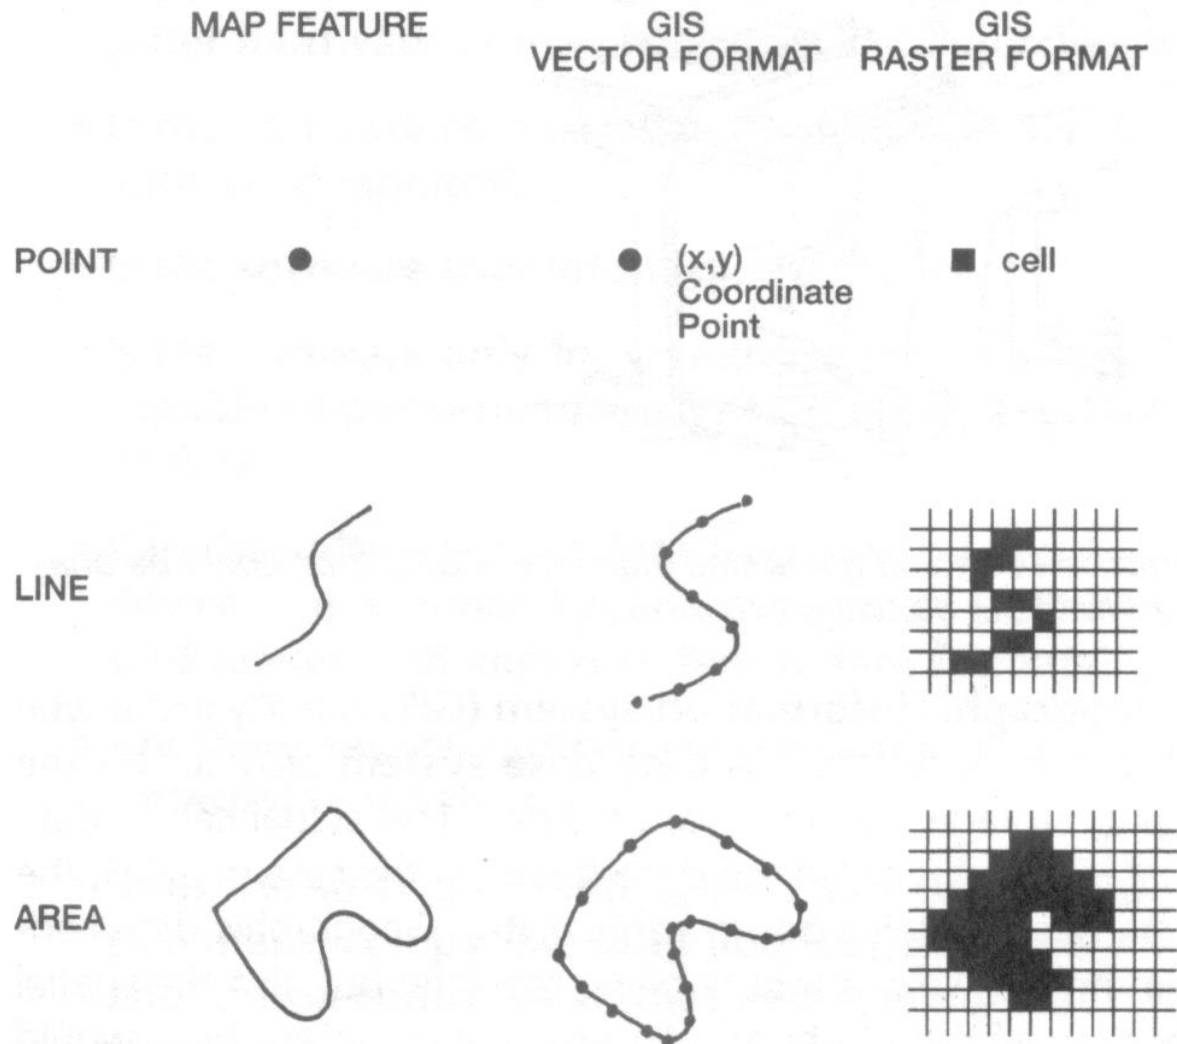 MAP FEATURE
GIS
VECTOR FORMAT
GIS
RASTER FORMAT
POINT
(x,y)
Coordinate
Point
cell
LINE
AREA